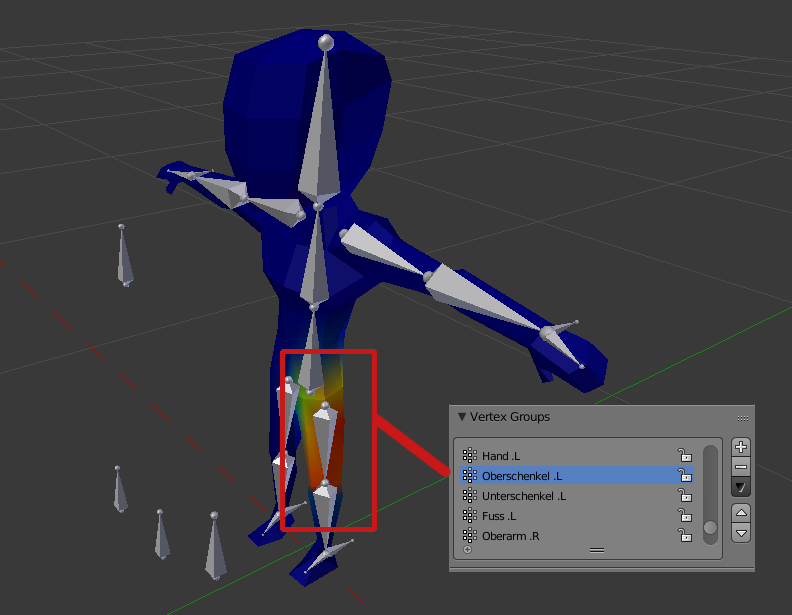 Vertex Groups
Hand .L
Oberschenkel .L
Unterschenkel .L
Fuss .L
Oberarm .R